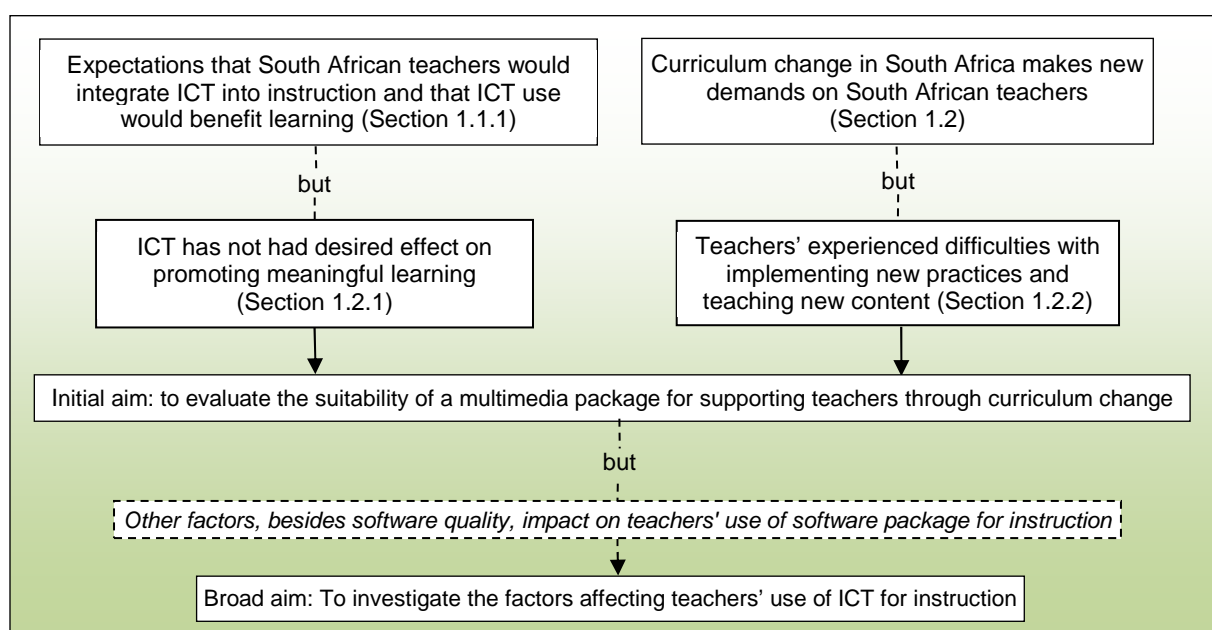 Expectations that South African teachers would
integrate ICT into instruction and that ICT use
would benefit learning (Section 1.1.1)
Curriculum change in South Africa makes new
demands on South African teachers
(Section 1.2)
but
but
ICT has not had desired effect on
promoting meaningful learning
(Section 1.2.1)
Teachers’ experienced difficulties with
implementing new practices and
teaching new content (Section 1.2.2)
Initial aim: to evaluate the suitability of a multimedia package for supporting teachers through curriculum change
but
Other factors, besides software quality, impact on teachers' use of software package for instruction
Broad aim: To investigate the factors affecting teachers’ use of ICT for instruction